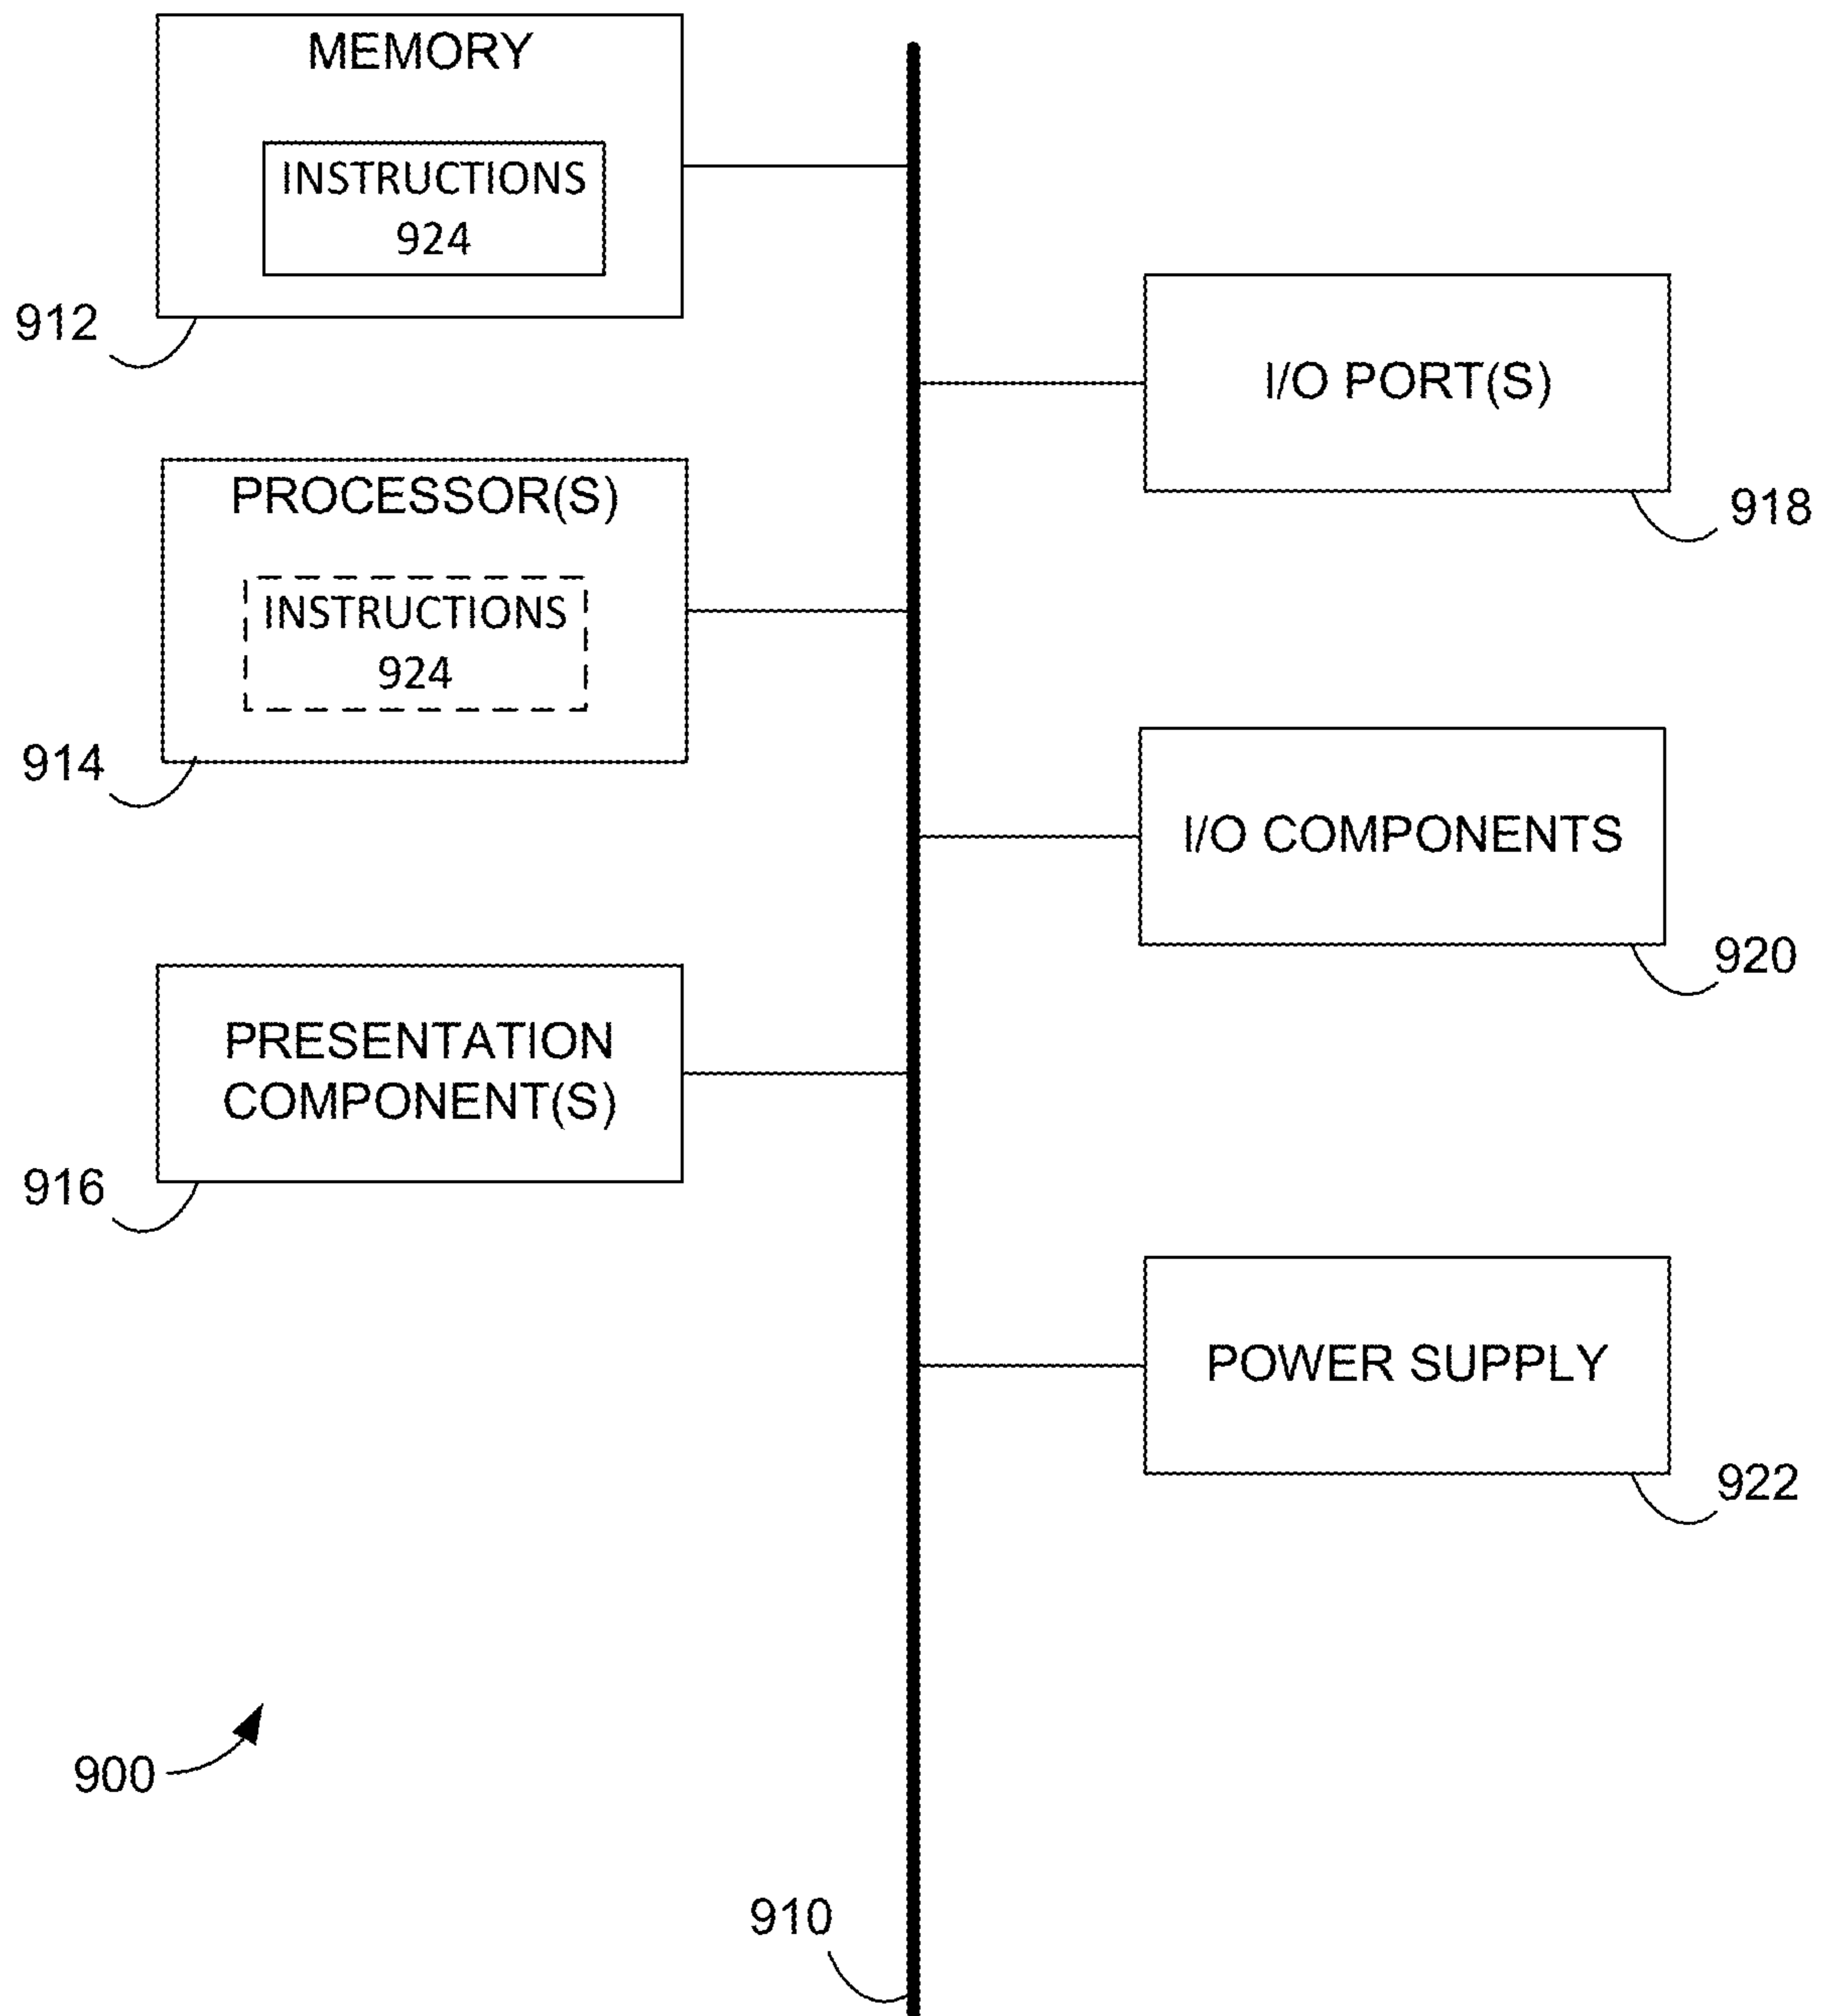 MEMORY
INSTRUCTIONS
924
912
I/O PORT(S)
918
PROCESSOR(S)
INSTRUCTIONS
924
914
I/O COMPONENTS
920
PRESENTATION
COMPONENT(S)
916
POWER SUPPLY
922
900
910